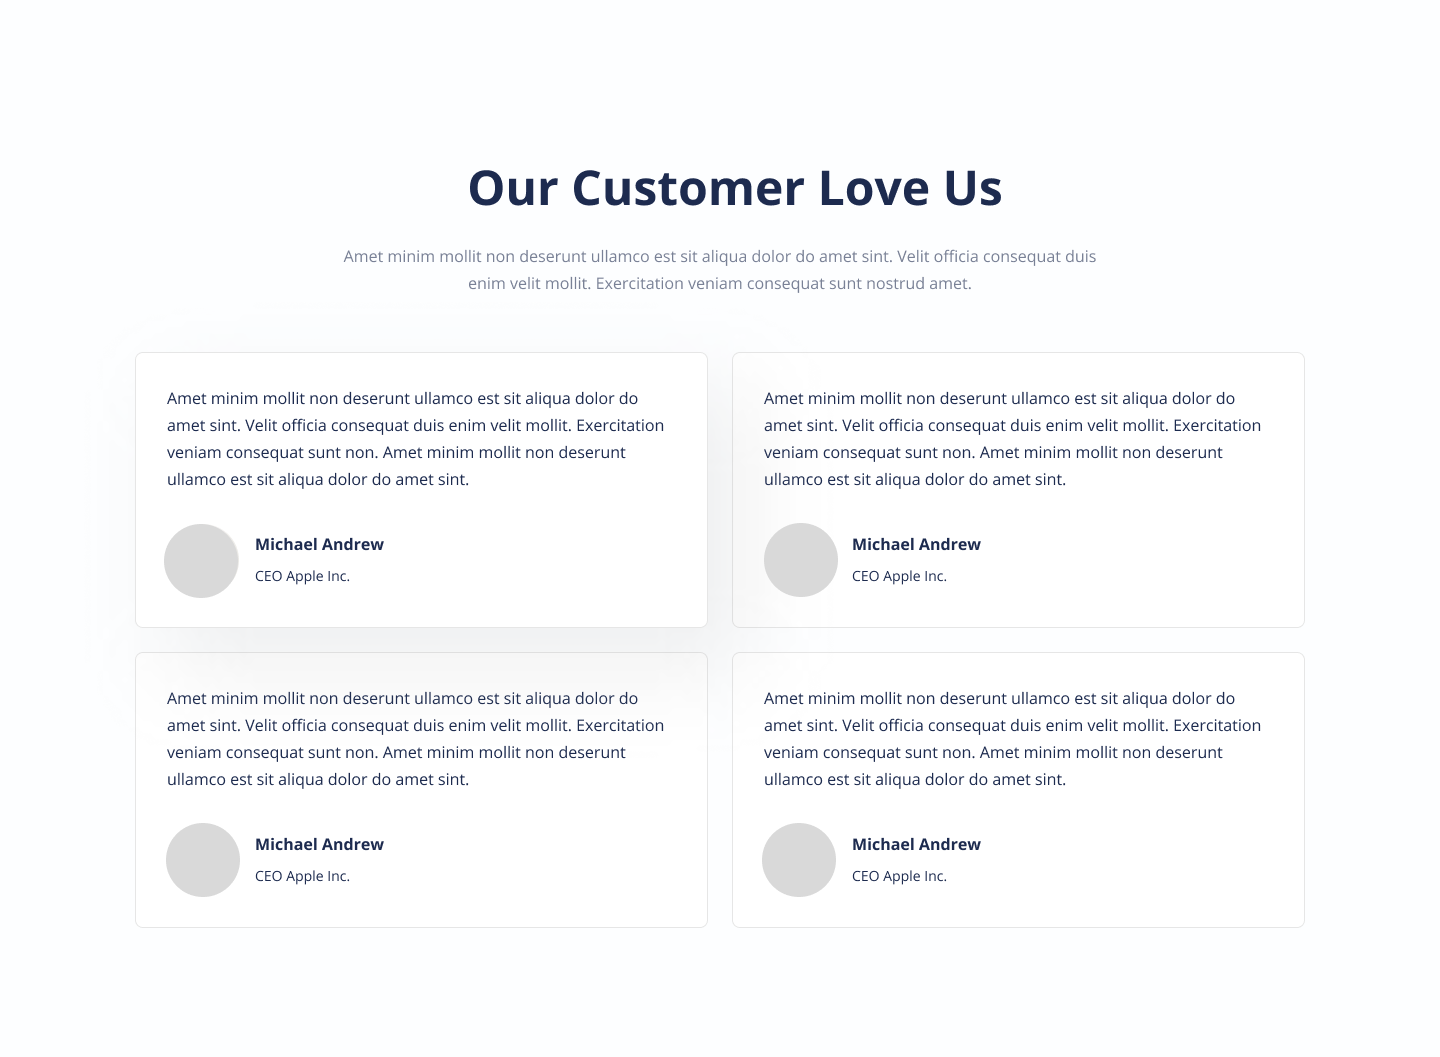 Our Customer Love Us
Amet minim mollit non deserunt ullamco est sit aliqua dolor do amet sint. Velit officia consequat duis
enim velit mollit. Exercitation veniam consequat sunt nostrud amet.
Amet minim mollit non deserunt ullamco est sit aliqua dolor do
amet sint. Velit officia consequat duis enim velit mollit. Exercitation
veniam consequat sunt non. Amet minim mollit non deserunt
ullamco est sit aliqua dolor do amet sint.
Michael Andrew
CEO Apple Inc.
Amet minim mollit non deserunt ullamco est sit aliqua dolor do
amet sint. Velit officia consequat duis enim velit mollit. Exercitation
veniam consequat sunt non. Amet minim mollit non deserunt
ullamco est sit aliqua dolor do amet sint.
Michael Andrew
CEO Apple Inc.
Amet minim mollit non deserunt ullamco est sit aliqua dolor do
amet sint. Velit officia consequat duis enim velit mollit. Exercitation
veniam consequat sunt non. Amet minim mollit non deserunt
ullamco est sit aliqua dolor do amet sint.
Michael Andrew
CEO Apple Inc.
Amet minim mollit non deserunt ullamco est sit aliqua dolor do
amet sint. Velit officia consequat duis enim velit mollit. Exercitation
veniam consequat sunt non. Amet minim mollit non deserunt
ullamco est sit aliqua dolor do amet sint.
Michael Andrew
CEO Apple Inc.